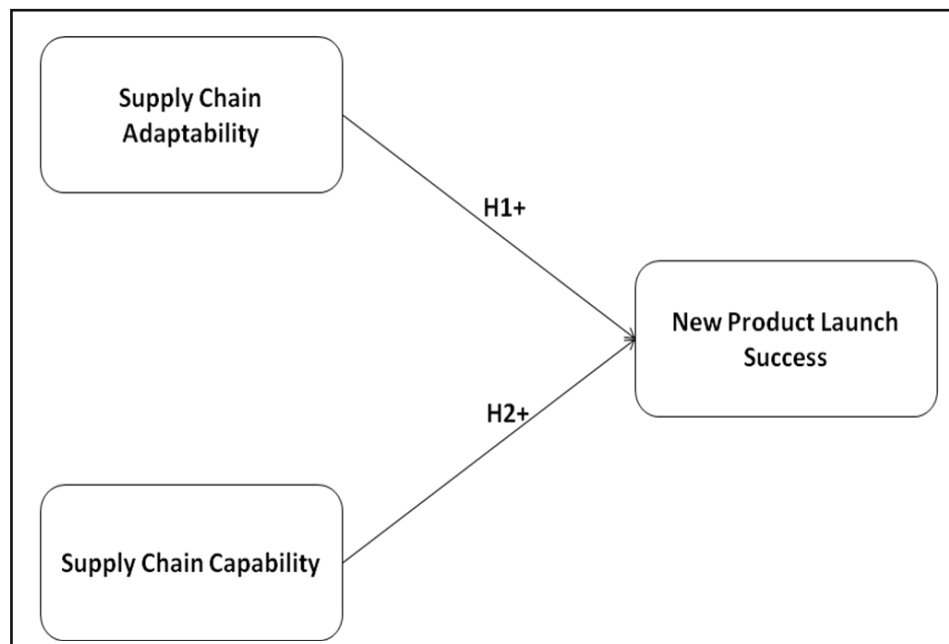 Supply Chain
Adaptability
H1+
New Product Launch
Success
H2+
Supply Chain Capability